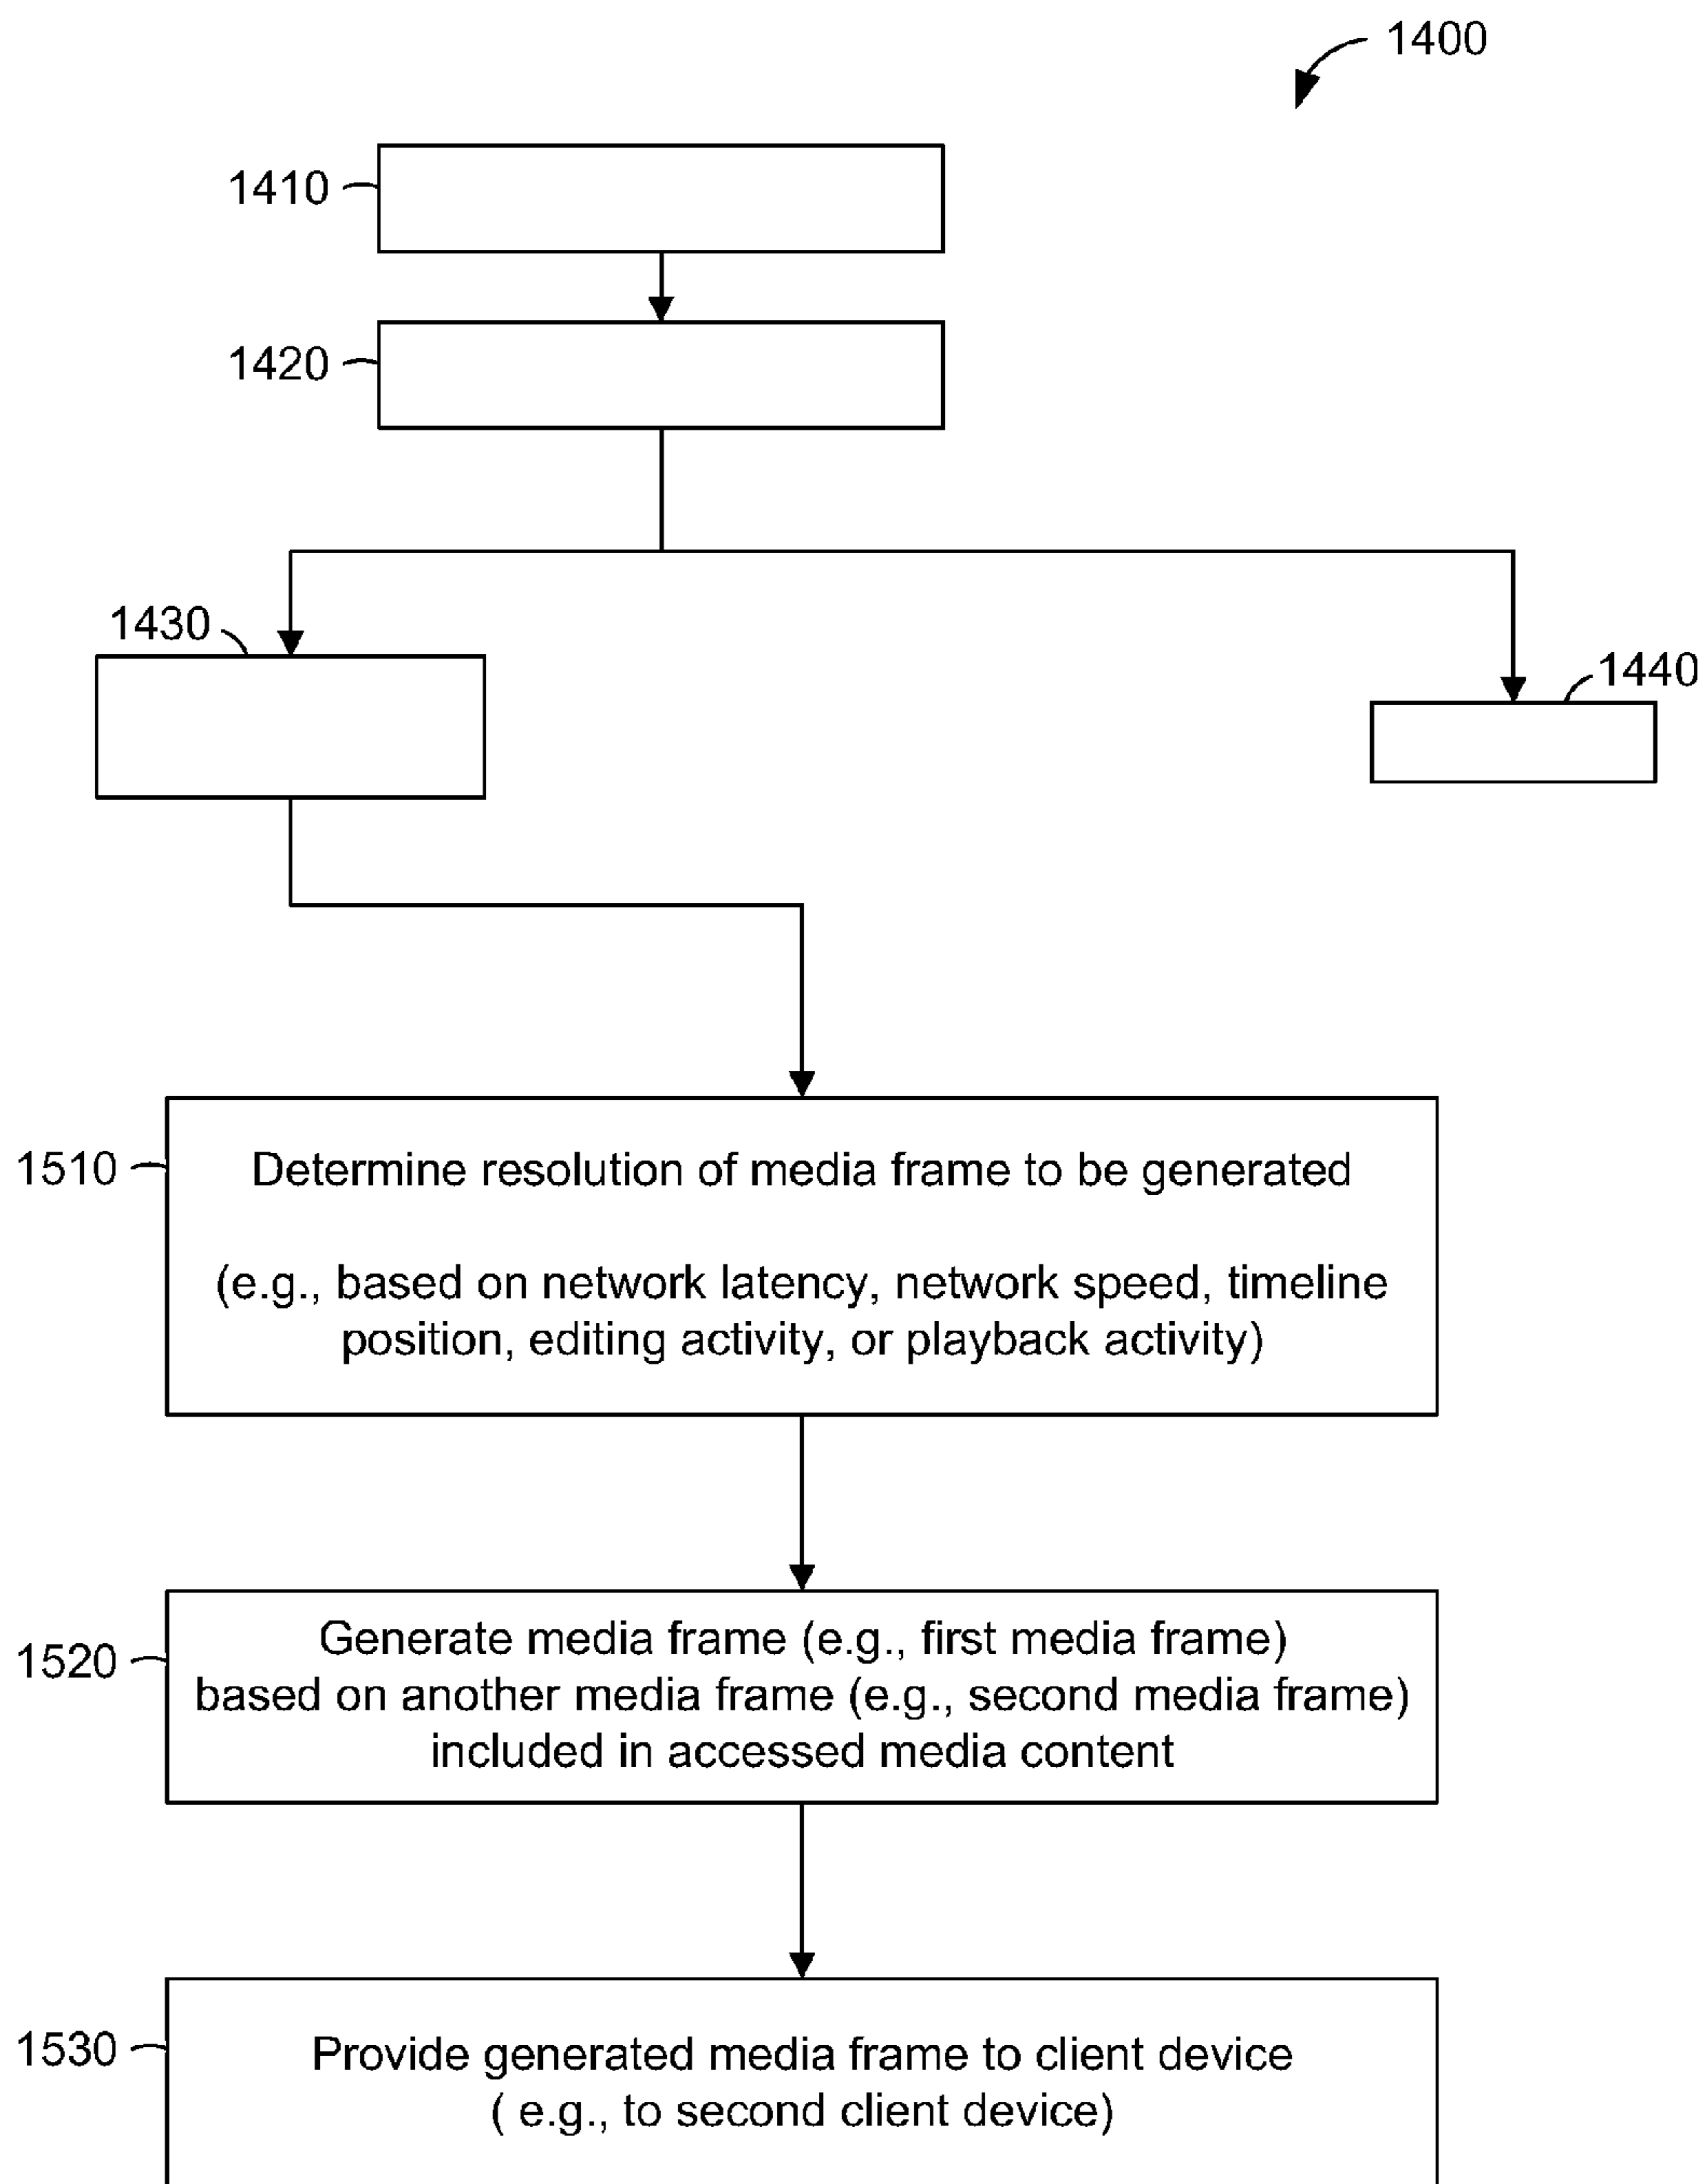 1400
1410
1420
1430
1440
1510
Determine resolution of media frame to be generated
(e.g., based on network latency, network speed, timeline
position, editing activity, or playback activity)
1520
Generate media frame (e.g., first media frame)
based on another media frame (e.g., second media frame)
included in accessed media content
1530
Provide generated media frame to client device
( e.g., to second client device)